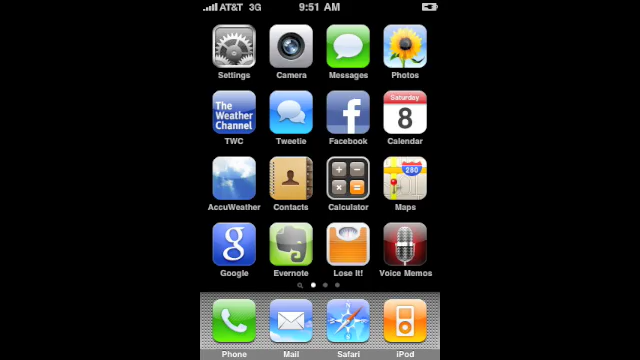 AT&T 3G 9:51 AM
Settings Camera Messages Photos
The Weather Channel
f
Saturday
8
TWC Tweetie Facebook Calendar
+ − × =
280
AccuWeather Contacts Calculator Maps
g
Google Evernote Lose It! Voice Memos
Phone Mail Safari iPod